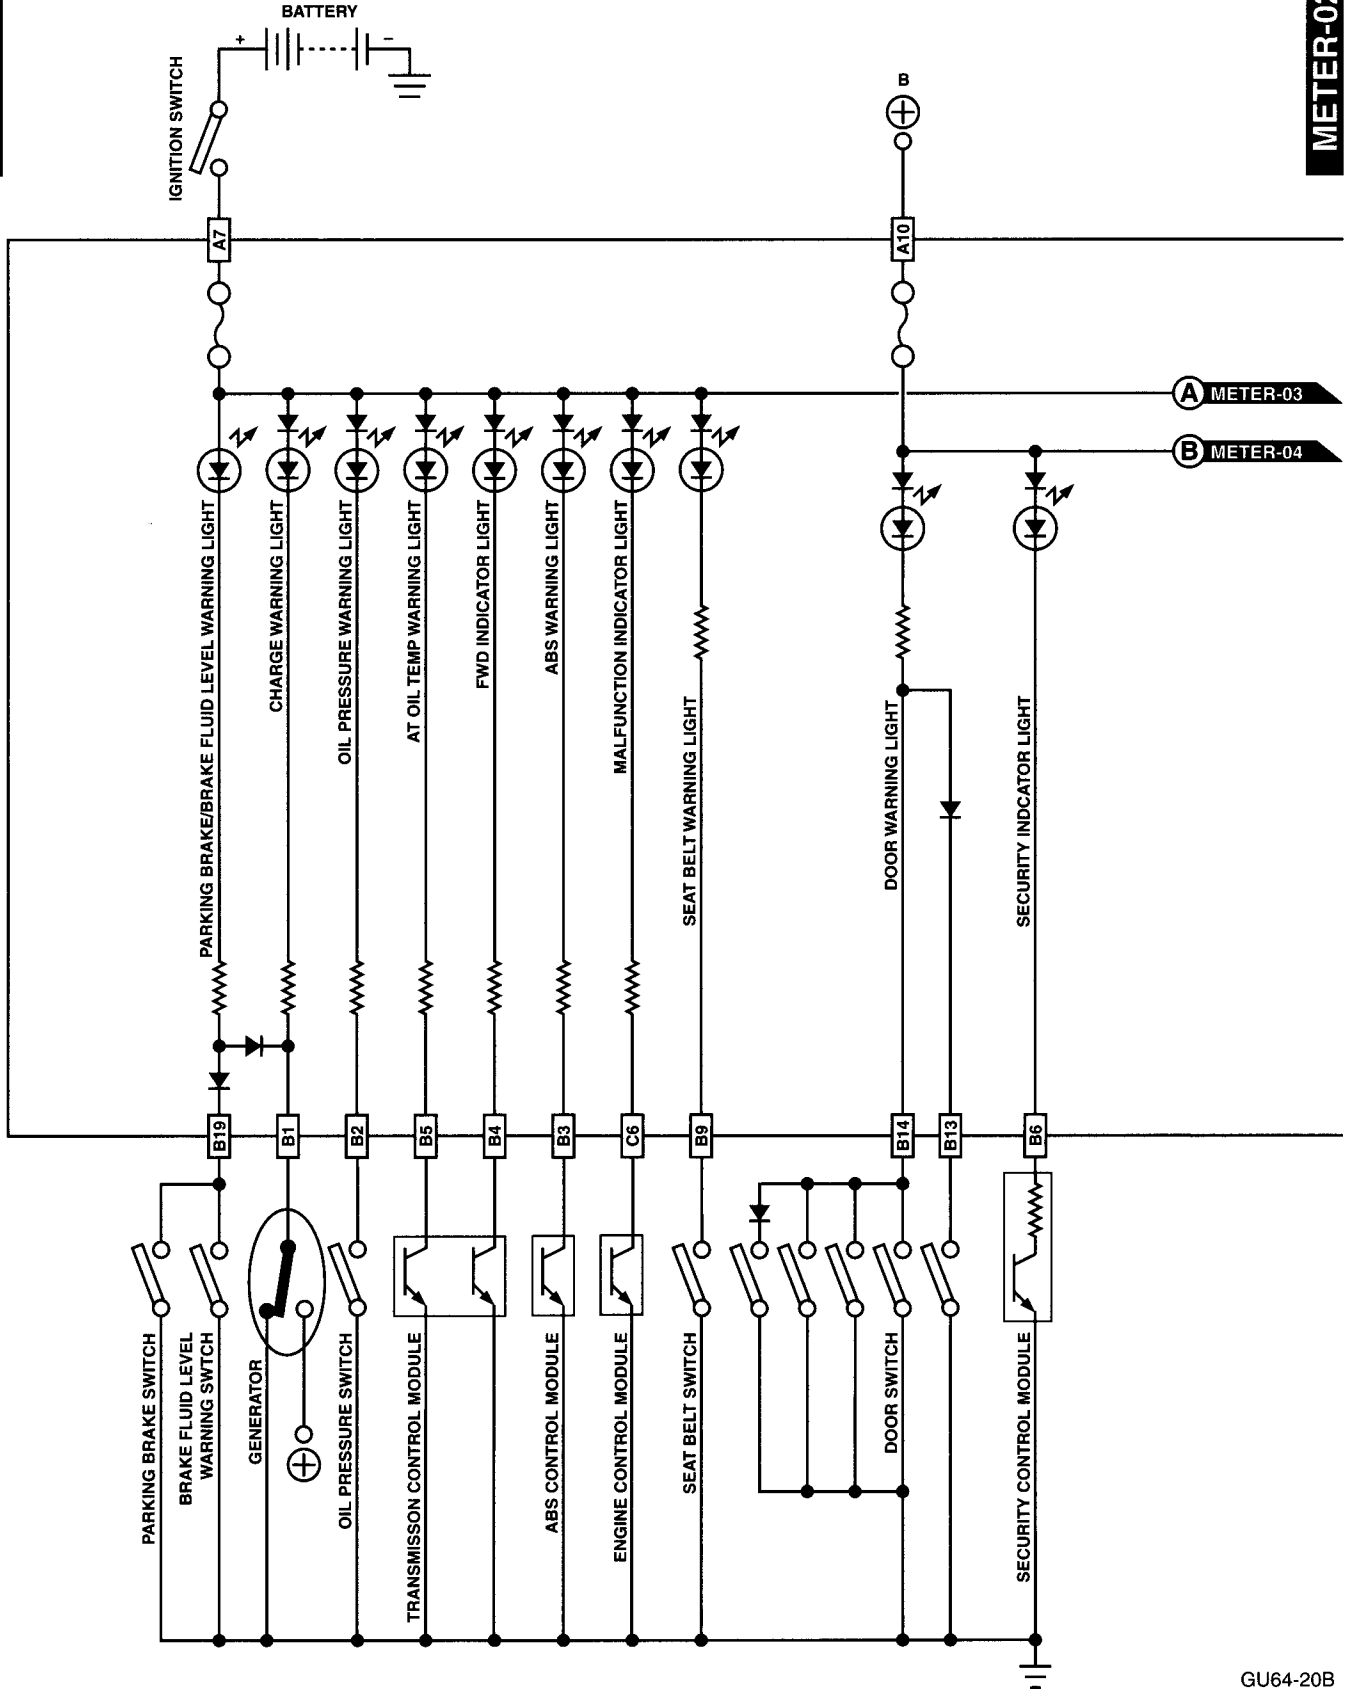 BATTERY
+
-
IGNITION SWITCH
B
A7
A10
A METER-03
B METER-04
PARKING BRAKE/BRAKE FLUID LEVEL WARNING LIGHT
CHARGE WARNING LIGHT
OIL PRESSURE WARNING LIGHT
AT OIL TEMP WARNING LIGHT
FWD INDICATOR LIGHT
ABS WARNING LIGHT
MALFUNCTION INDICATOR LIGHT
SEAT BELT WARNING LIGHT
DOOR WARNING LIGHT
SECURITY INDCATOR LIGHT
B19
B1
B2
B5
B4
B3
C6
B9
B14
B13
B6
PARKING BRAKE SWITCH
BRAKE FLUID LEVEL
WARNING SWTCH
GENERATOR
OIL PRESSURE SWITCH
TRANSMISSON CONTROL MODULE
ABS CONTROL MODULE
ENGINE CONTROL MODULE
SEAT BELT SWITCH
DOOR SWITCH
SECURITY CONTROL MODULE
GU64-20B